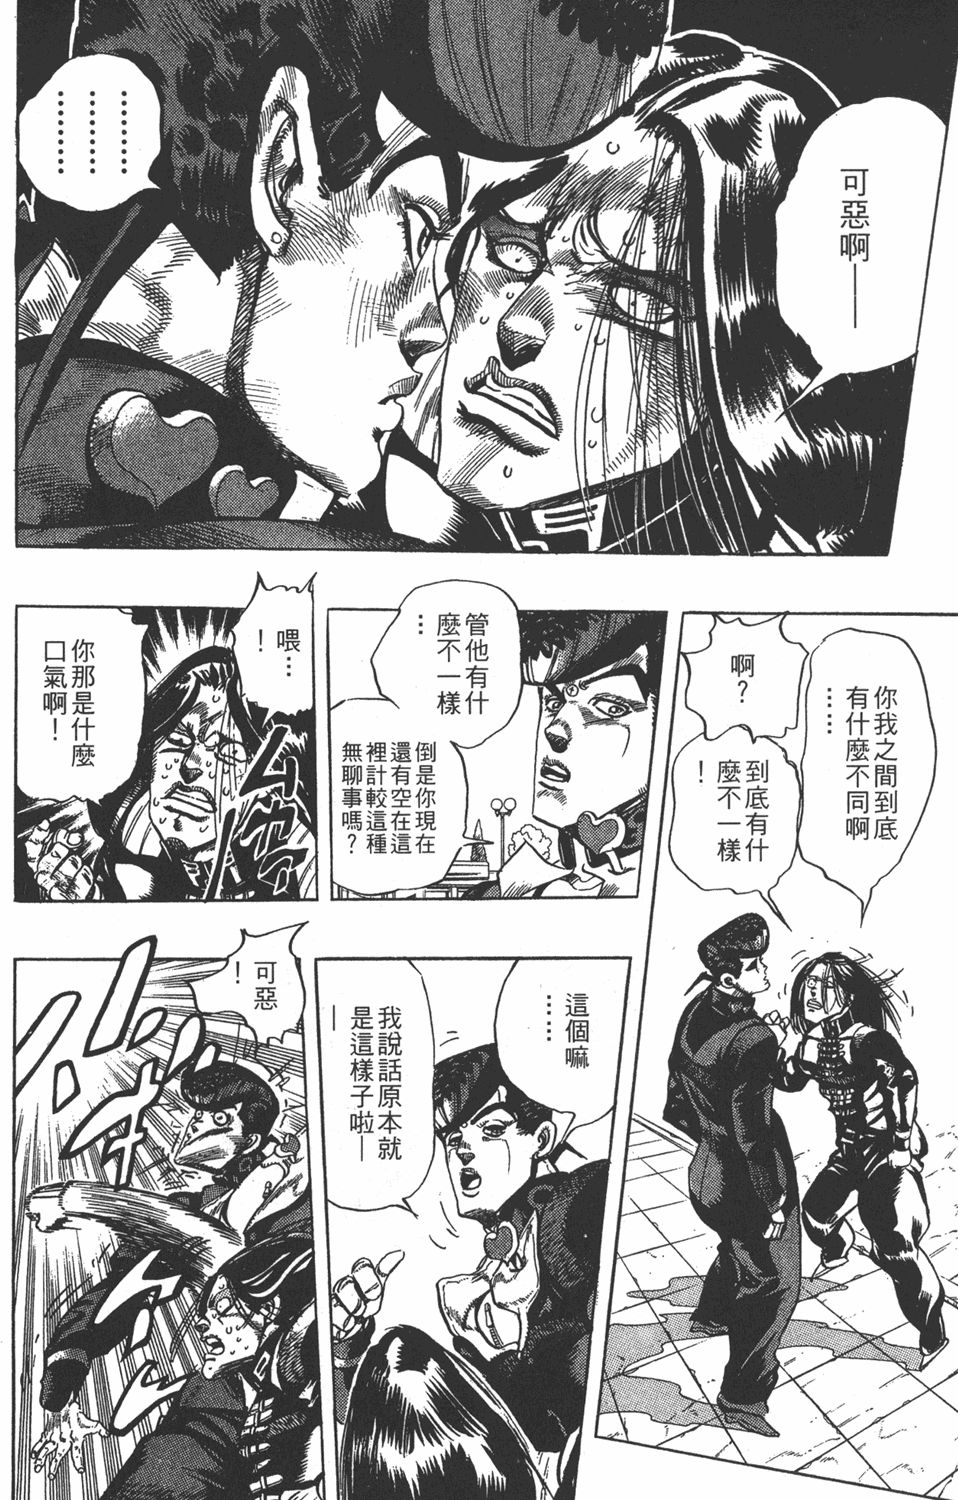 可惡啊——
………
………
………
你我之間到底
有什麼不同啊
……
啊？
到底有什
麼不一樣
！
管他有什
麼不一樣
…
倒是你現在
還有空在這
裡計較這種
無聊事嗎？
喂…
！
你那是什麼
口氣啊！
這個嘛
……
我說話原本就
是這樣子啦—
—
可惡
！